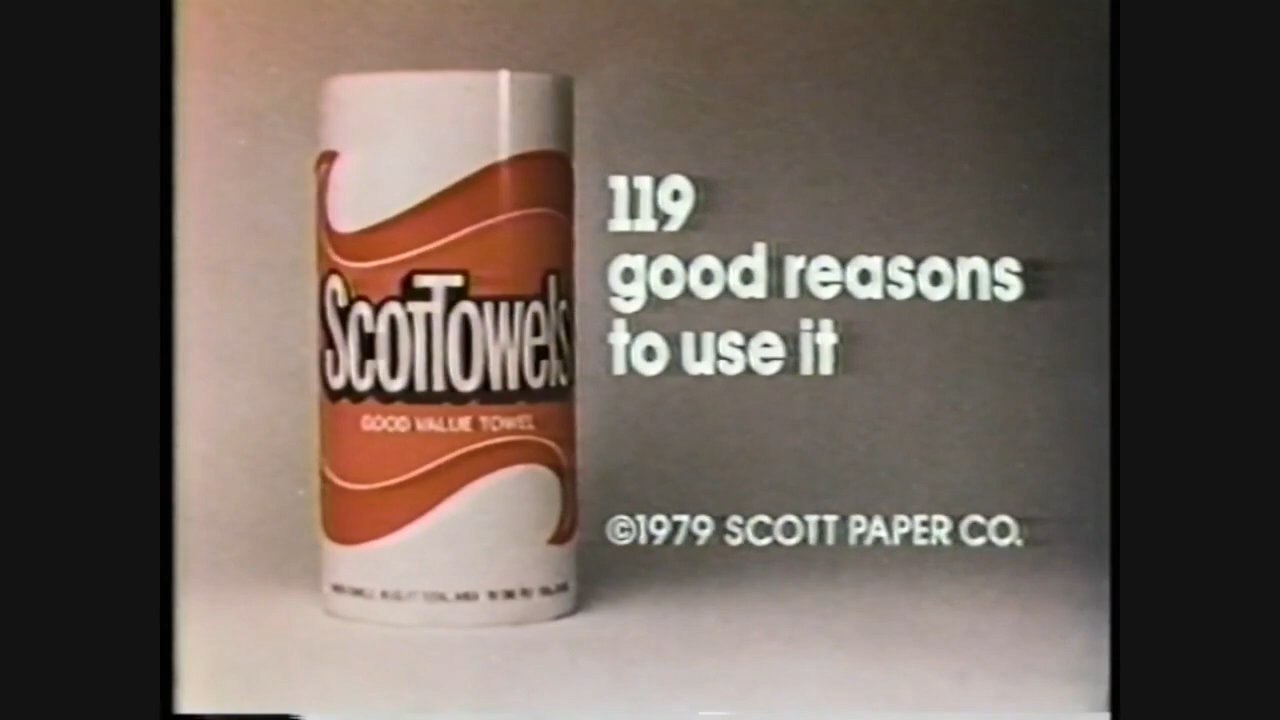 ScotTowels
GOOD VALUE TOWEL
119
good reasons
to use it
©1979 SCOTT PAPER CO.